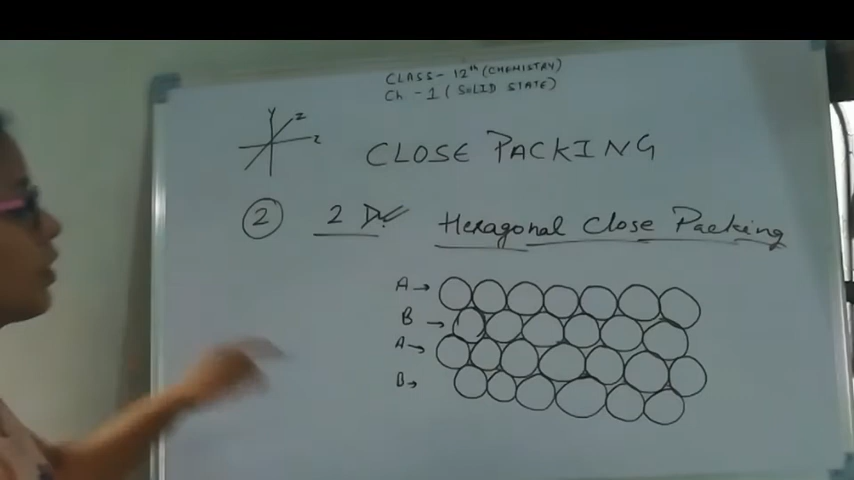 CLASS- 12th (CHEMISTRY)
Ch -1 ( SOLID STATE)
Y
z
z
CLOSE PACKING
2 2 D Hexagonal Close Packing
A →
B →
A →
B →